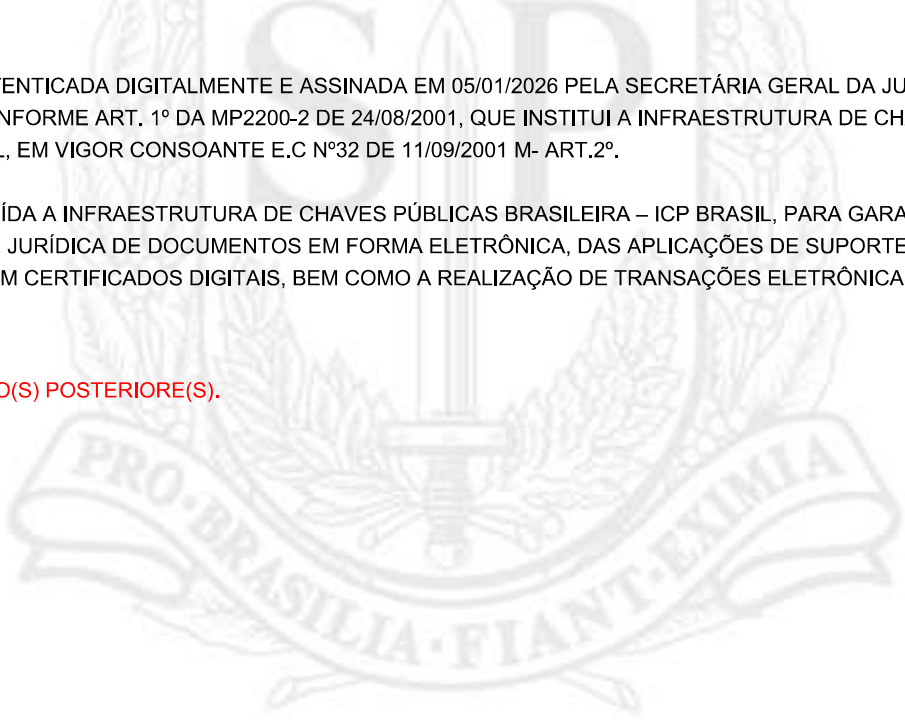 TENTICADA DIGITALMENTE E ASSINADA EM 05/01/2026 PELA SECRETÁRIA GERAL DA JU
NFORME ART. 1º DA MP2200-2 DE 24/08/2001, QUE INSTITUI A INFRAESTRUTURA DE CH
L, EM VIGOR CONSOANTE E.C Nº32 DE 11/09/2001 M- ART.2º.
ÍDA A INFRAESTRUTURA DE CHAVES PÚBLICAS BRASILEIRA – ICP BRASIL, PARA GARA
JURÍDICA DE DOCUMENTOS EM FORMA ELETRÔNICA, DAS APLICAÇÕES DE SUPORTE
M CERTIFICADOS DIGITAIS, BEM COMO A REALIZAÇÃO DE TRANSAÇÕES ELETRÔNICA
O(S) POSTERIORE(S).
S P
PRO·BRASILIA·FIANT·EXIMIA